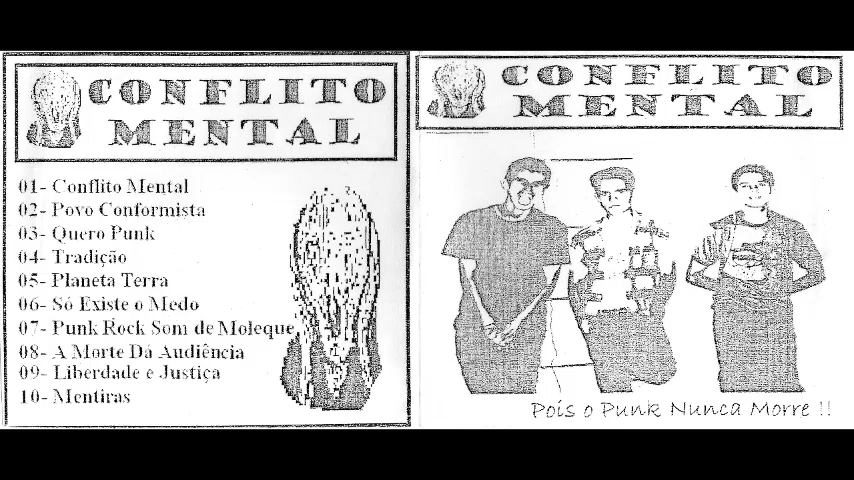 CONFLITO
MENTAL
01- Conflito Mental
02- Povo Conformista
03- Quero Punk
04- Tradição
05- Planeta Terra
06- Só Existe o Medo
07- Punk Rock Som de Moleque
08- A Morte Dá Audiência
09- Liberdade e Justiça
10- Mentiras
CONFLITO
MENTAL
Pois o Punk Nunca Morre !!